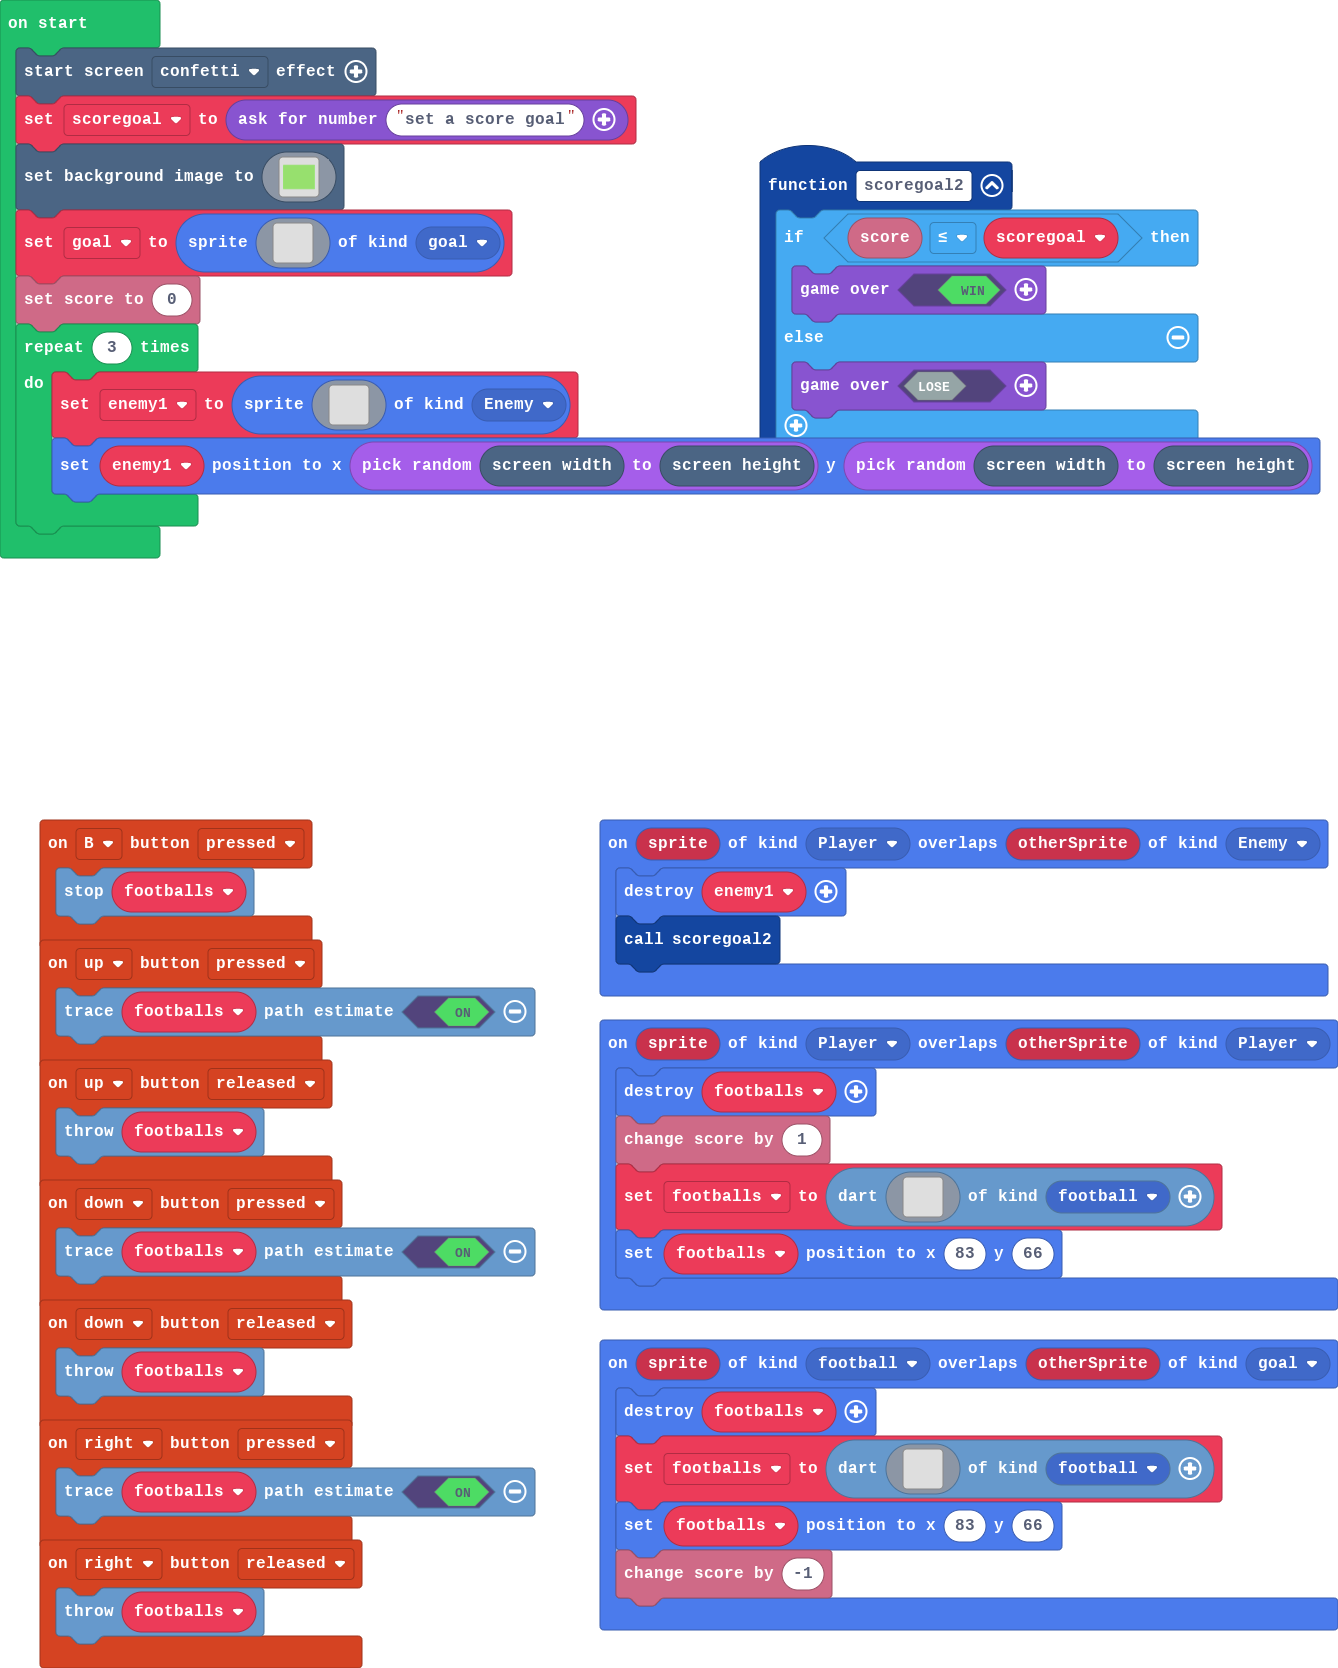 on start
start screen confetti effect
set scoregoal to ask for number "set a score goal"
set background image to
set goal to sprite of kind goal
set score to 0
repeat 3 times
do
set enemy1 to sprite of kind Enemy
set enemy1 position to x pick random screen width to screen height y pick random screen width to screen height
function scoregoal2
if score ≤ scoregoal then
game over WIN
else
game over LOSE
on B button pressed
stop footballs
on up button pressed
trace footballs path estimate ON
on up button released
throw footballs
on down button pressed
trace footballs path estimate ON
on down button released
throw footballs
on right button pressed
trace footballs path estimate ON
on right button released
throw footballs
on sprite of kind Player overlaps otherSprite of kind Enemy
destroy enemy1
call scoregoal2
on sprite of kind Player overlaps otherSprite of kind Player
destroy footballs
change score by 1
set footballs to dart of kind football
set footballs position to x 83 y 66
on sprite of kind football overlaps otherSprite of kind goal
destroy footballs
set footballs to dart of kind football
set footballs position to x 83 y 66
change score by -1